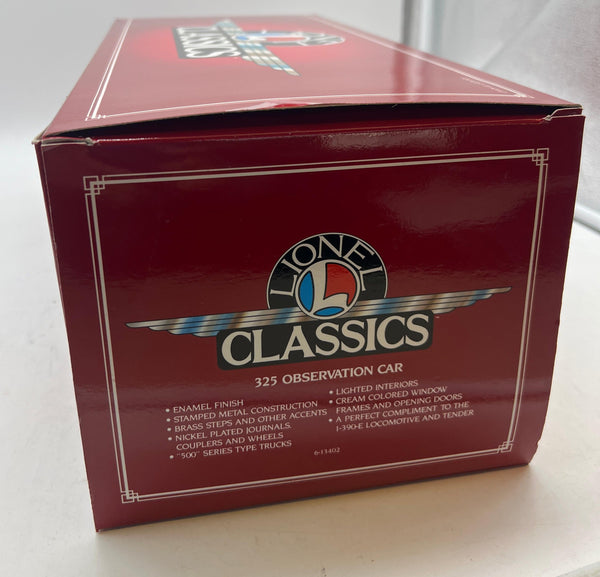 LIONEL
L
CLASSICS
LIONEL
L
CLASSICS
325 OBSERVATION CAR
• ENAMEL FINISH
• STAMPED METAL CONSTRUCTION
• BRASS STEPS AND OTHER ACCENTS
• NICKEL PLATED JOURNALS,
COUPLERS AND WHEELS
• "500" SERIES TYPE TRUCKS
• LIGHTED INTERIORS
• CREAM COLORED WINDOW
FRAMES AND OPENING DOORS
• A PERFECT COMPLIMENT TO THE
1-390-E LOCOMOTIVE AND TENDER
6-13402